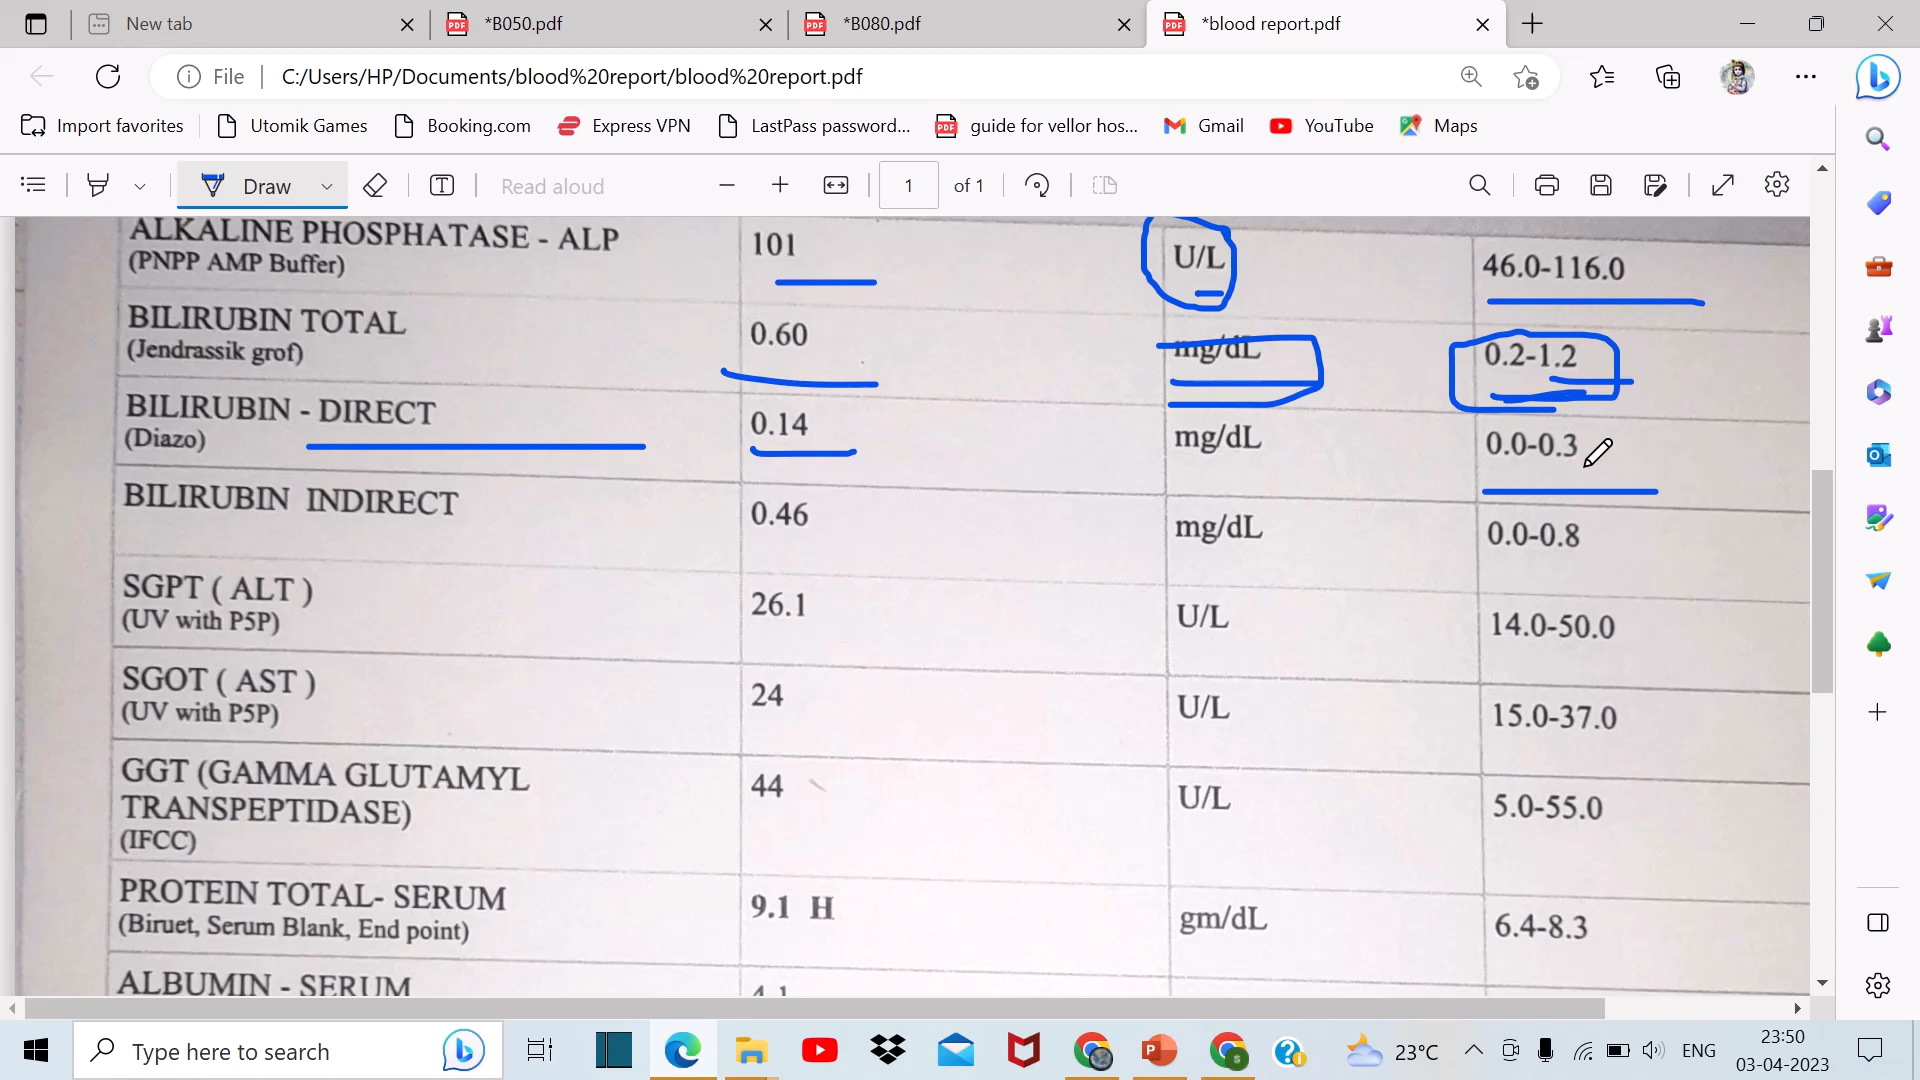 New tab
*B050.pdf
*B080.pdf
*blood report.pdf
File
C:/Users/HP/Documents/blood%20report/blood%20report.pdf
Import favorites
Utomik Games
Booking.com
Express VPN
LastPass password...
guide for vellor hos...
Gmail
YouTube
Maps
Draw
Read aloud
1 of 1
ALKALINE PHOSPHATASE - ALP 101 U/L 46.0-116.0
(PNPP AMP Buffer)
BILIRUBIN TOTAL 0.60 mg/dL 0.2-1.2
(Jendrassik grof)
BILIRUBIN - DIRECT 0.14 mg/dL 0.0-0.3
(Diazo)
BILIRUBIN INDIRECT 0.46 mg/dL 0.0-0.8
SGPT ( ALT ) 26.1 U/L 14.0-50.0
(UV with P5P)
SGOT ( AST ) 24 U/L 15.0-37.0
(UV with P5P)
GGT (GAMMA GLUTAMYL 44 U/L 5.0-55.0
TRANSPEPTIDASE)
(IFCC)
PROTEIN TOTAL- SERUM 9.1 H gm/dL 6.4-8.3
(Biruet, Serum Blank, End point)
ALBUMIN - SERUM 4.1
Type here to search
23°C
ENG
23:50
03-04-2023